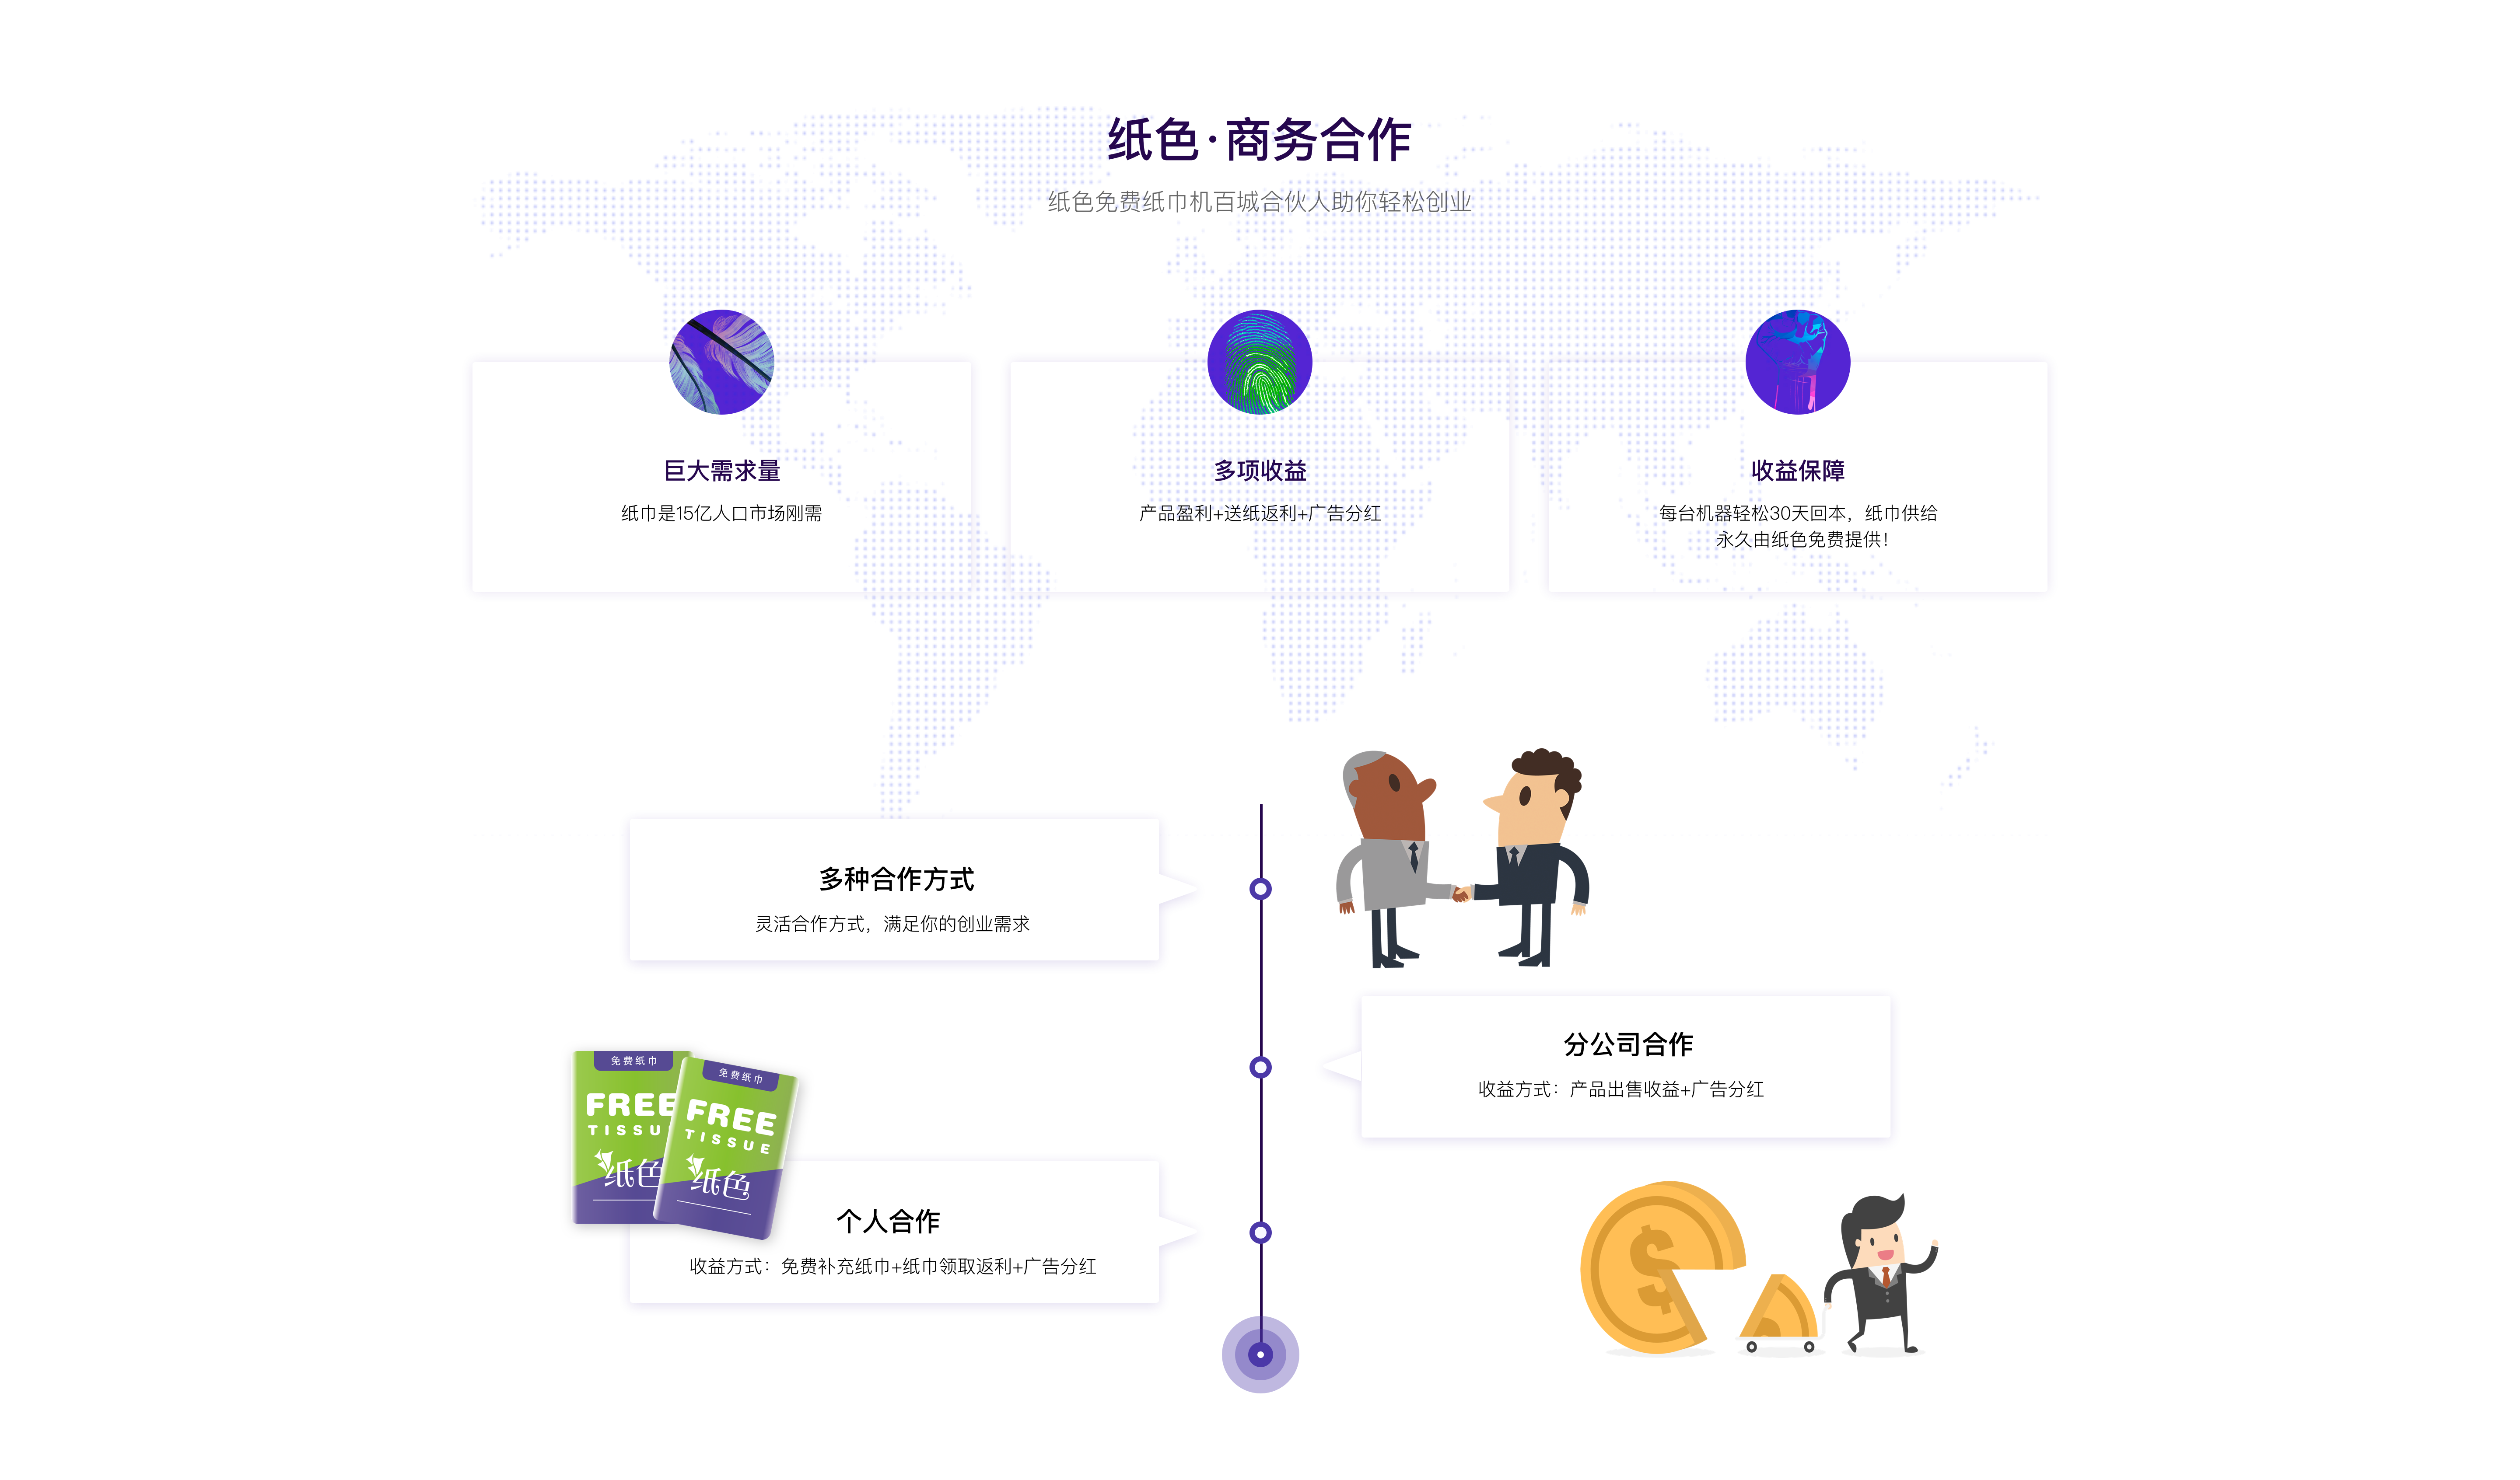 纸色·商务合作
纸色免费纸巾机百城合伙人助你轻松创业
巨大需求量
纸巾是15亿人口市场刚需
多项收益
产品盈利+送纸返利+广告分红
收益保障
每台机器轻松30天回本，纸巾供给
永久由纸色免费提供！
多种合作方式
灵活合作方式，满足你的创业需求
分公司合作
收益方式：产品出售收益+广告分红
免费纸巾
FREE
TISSU
纸色
免费纸巾
FREE
TISSUE
纸色
个人合作
收益方式：免费补充纸巾+纸巾领取返利+广告分红
$